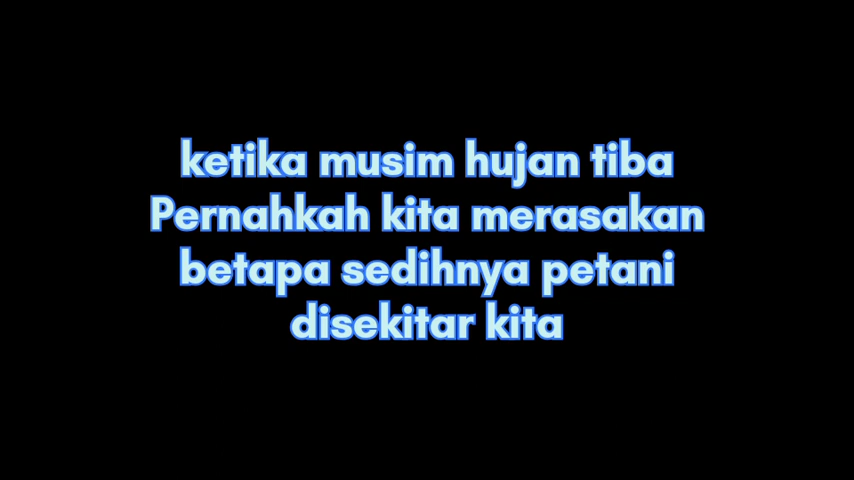 ketika musim hujan tiba
Pernahkah kita merasakan
betapa sedihnya petani
disekitar kita